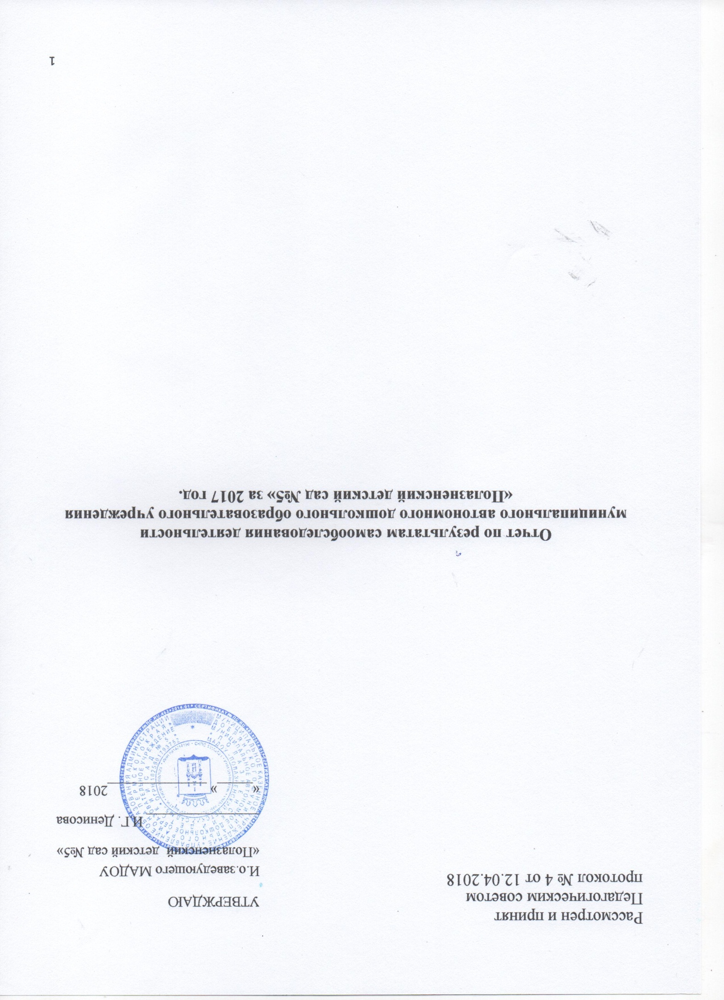 Рассмотрен и принят
Педагогическим советом
протокол № 4 от 12.04.2018
УТВЕРЖДАЮ
И.о.заведующего МАДОУ
«Полазненский детский сад №5»
И.Г. Денисова
« » 2018
Отчет по результатам самообследования деятельности
муниципального автономного дошкольного образовательного учреждения
«Полазненский детский сад №5» за 2017 год.
1